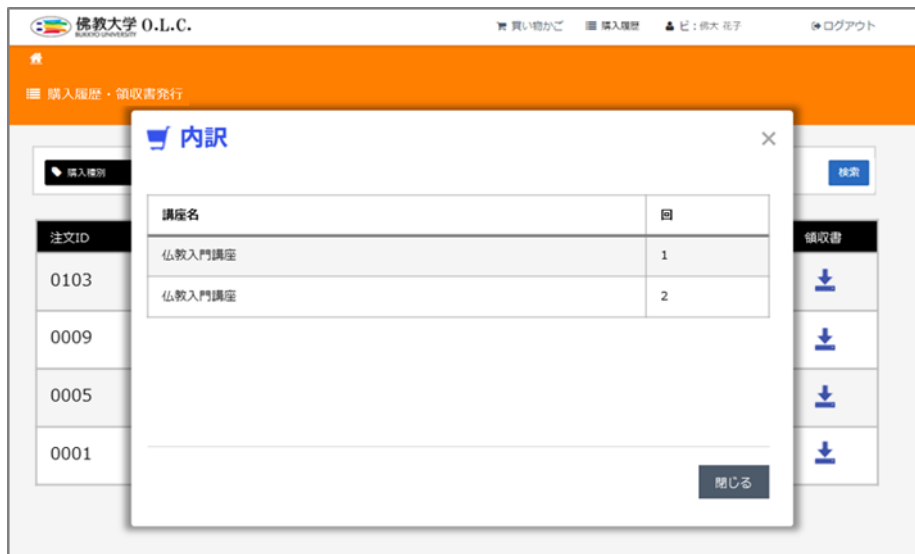 佛教大学 O.L.C.
BUKKYO UNIVERSITY
買い物かご
購入履歴
ビ：佛大 花子
ログアウト
購入履歴・領収書発行
内訳
×
購入種別
検索
講座名 回
仏教入門講座 1
仏教入門講座 2
注文ID 領収書
0103
0009
0005
0001
閉じる